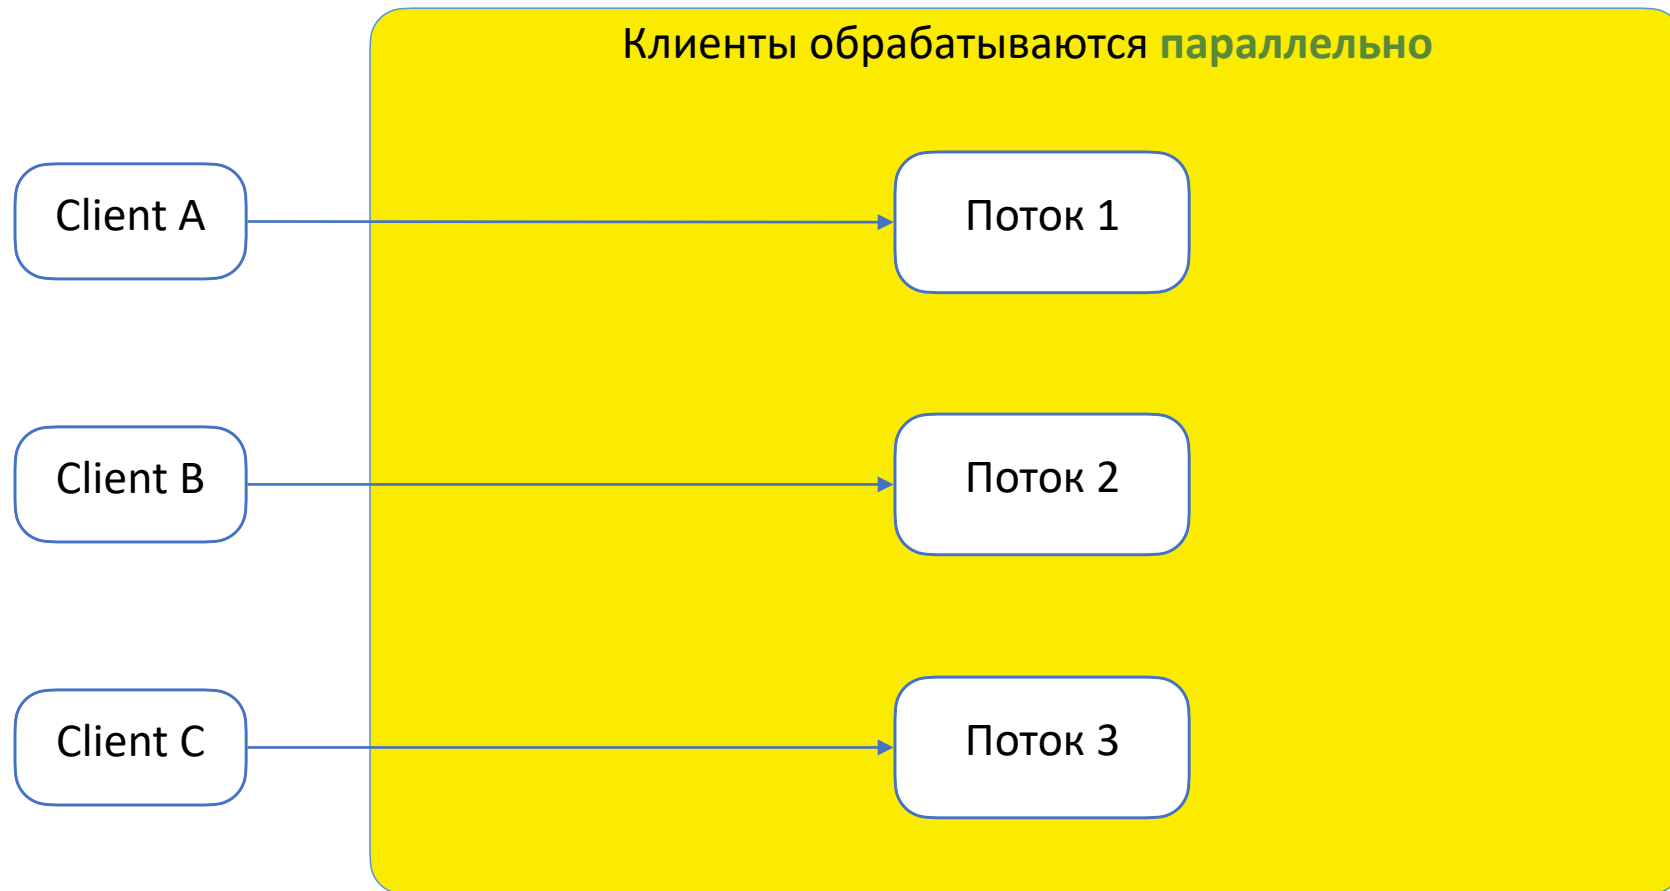 Клиенты обрабатываются параллельно
Client A
Поток 1
Client B
Поток 2
Client C
Поток 3